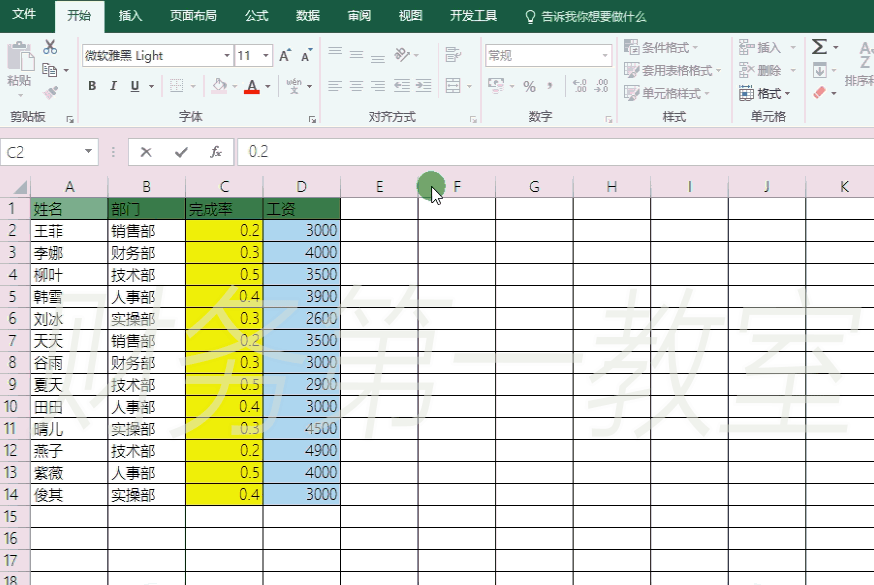 文件 开始 插入 页面布局 公式 数据 审阅 视图 开发工具 告诉我你想要做什么
微软雅黑 Light 11 A A 常规 条件格式 插入 Σ A
粘贴 套用表格格式 删除 Z
B I U A wén 文 % , 单元格样式 格式 排序和
剪贴板 字体 对齐方式 数字 样式 单元格
C2 fx 0.2
A B C D E F G H I J K
1 姓名 部门 完成率 工资
2 王菲 销售部 0.2 3000
3 李娜 财务部 0.3 4000
4 柳叶 技术部 0.5 3500
5 韩雪 人事部 0.4 3900
6 刘冰 实操部 0.3 2600
7 天天 销售部 0.2 3500
8 谷雨 财务部 0.3 3000
9 夏天 技术部 0.5 2900
10 田田 人事部 0.4 3000
11 晴儿 实操部 0.3 4500
12 燕子 技术部 0.2 4900
13 紫薇 人事部 0.5 4000
14 俊其 实操部 0.4 3000
15
16
17
18
财务第一教室